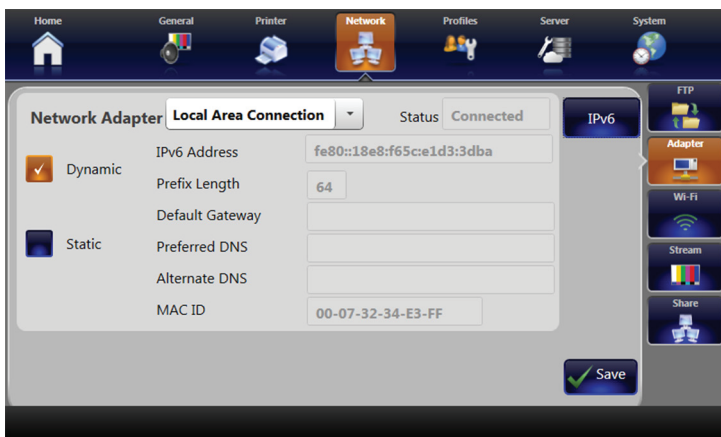 Home General Printer Network Profiles Server System
FTP
Network Adapter Local Area Connection Status Connected IPv6
Adapter
IPv6 Address fe80::18e8:f65c:e1d3:3dba
Dynamic
Prefix Length 64
Wi-Fi
Default Gateway
Static Preferred DNS
Stream
Alternate DNS
MAC ID 00-07-32-34-E3-FF
Share
Save